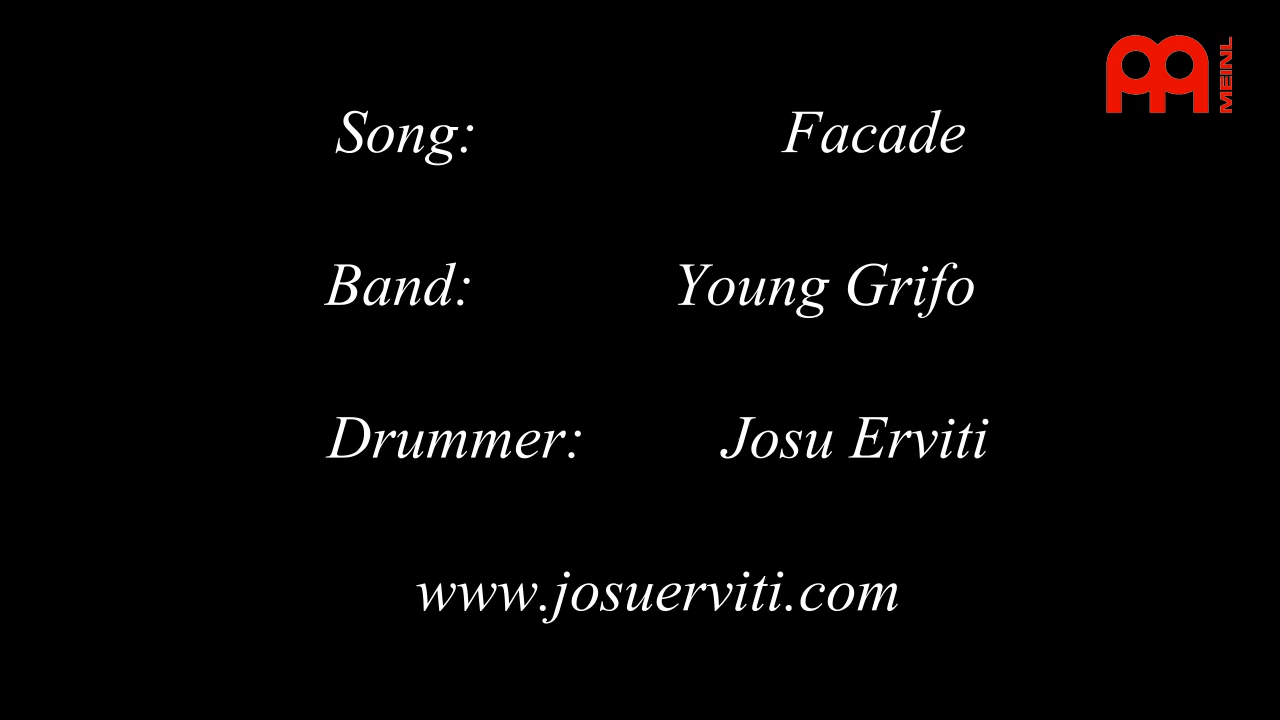 MEINL
Song: Facade
Band: Young Grifo
Drummer: Josu Erviti
www.josuerviti.com